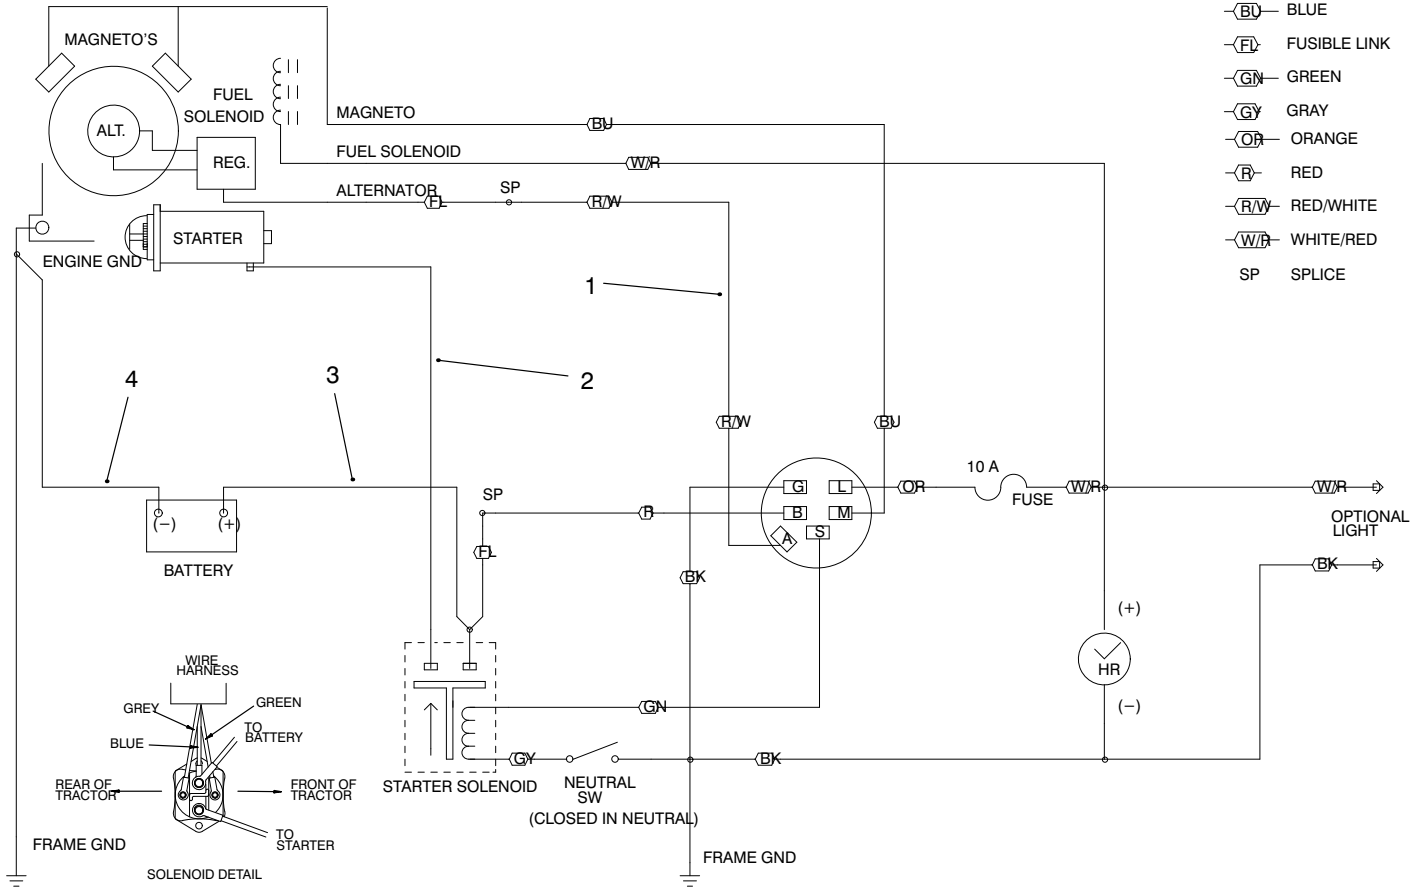 MAGNETO'S
ALT.
REG.
FUEL
SOLENOID
MAGNETO
BU
FUEL SOLENOID
W/R
ALTERNATOR
FL
SP
R/W
STARTER
ENGINE GND
BU BLUE
FL FUSIBLE LINK
GN GREEN
GY GRAY
OR ORANGE
R RED
R/W RED/WHITE
W/R WHITE/RED
SP SPLICE
1
2
3
4
R/W
BU
(−)
(+)
BATTERY
SP
R
FL
G
L
B
M
S
A
OR
10 A
FUSE
W/R
W/R
OPTIONAL
LIGHT
BK
BK
(+)
HR
(−)
GN
GY
BK
STARTER SOLENOID
NEUTRAL
SW
(CLOSED IN NEUTRAL)
WIRE
HARNESS
GREY
GREEN
BLUE
TO
BATTERY
REAR OF
TRACTOR
FRONT OF
TRACTOR
TO
STARTER
FRAME GND
SOLENOID DETAIL
FRAME GND